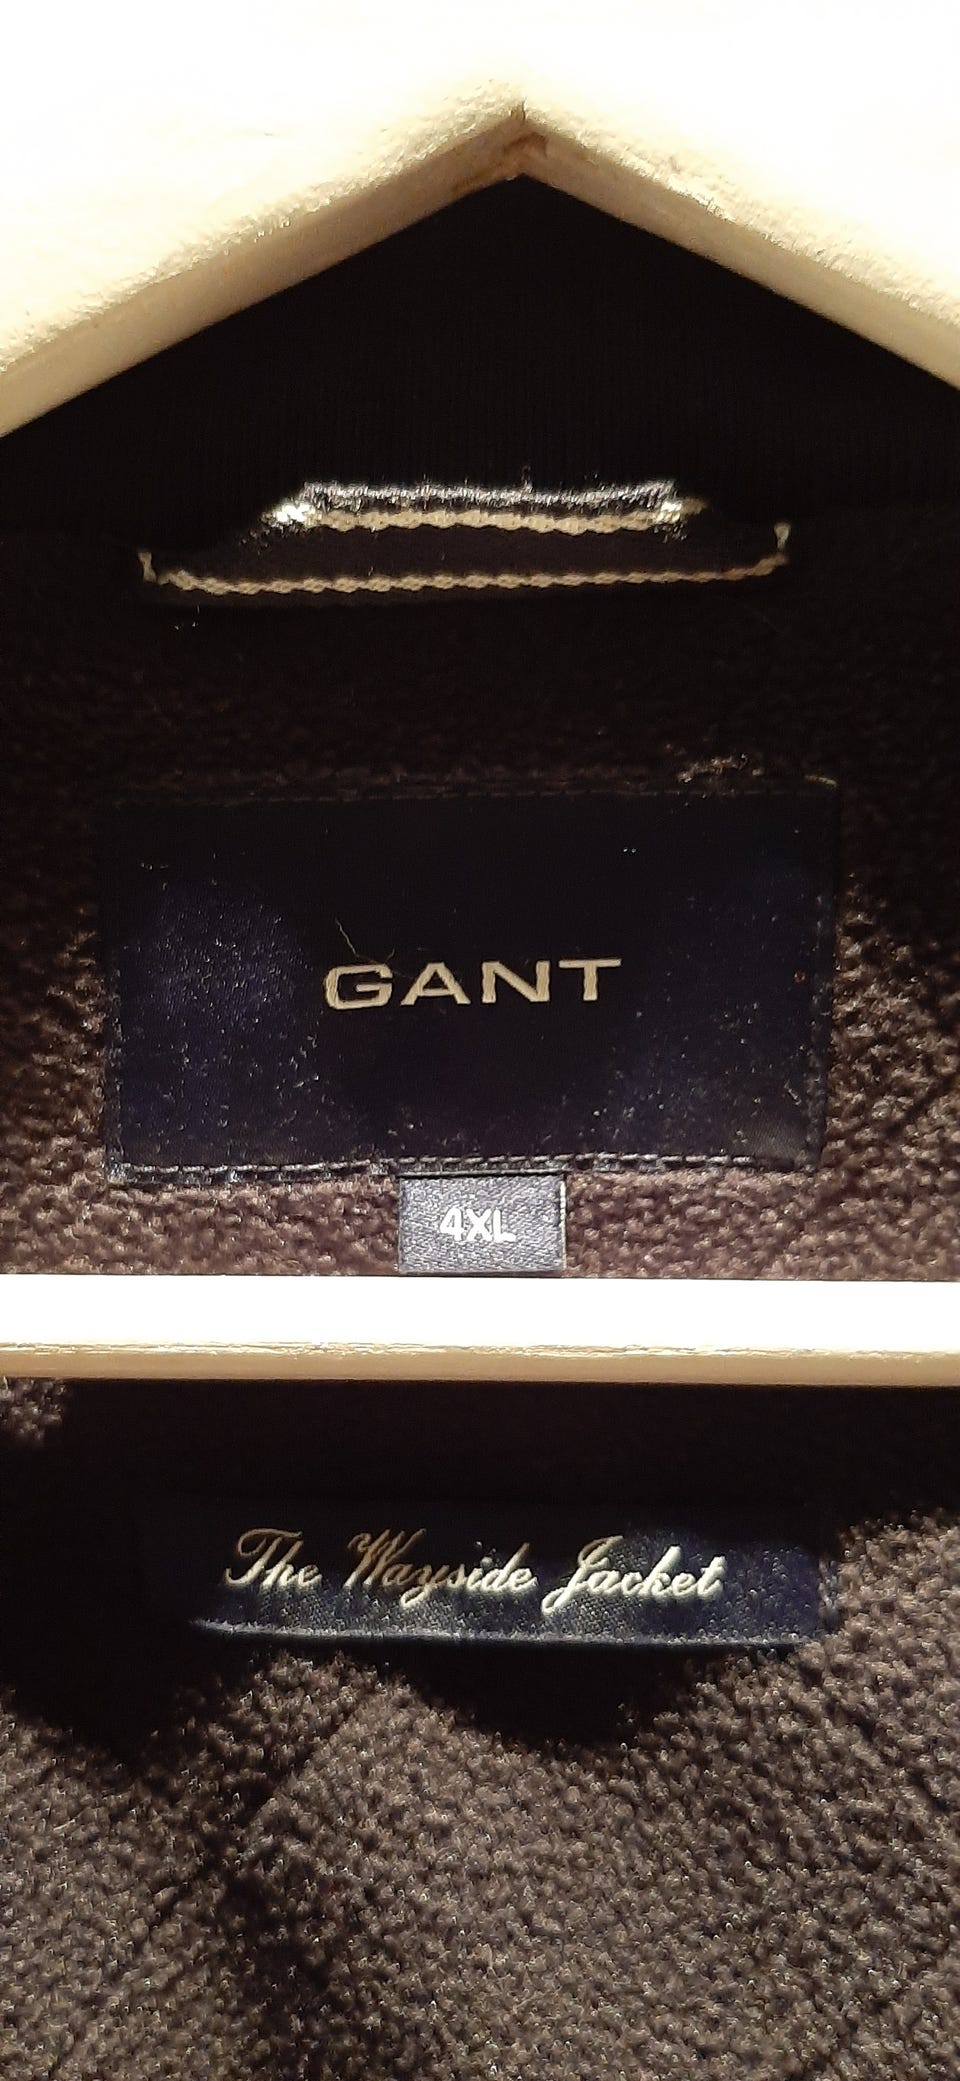 GANT
4XL
The Wayside Jacket